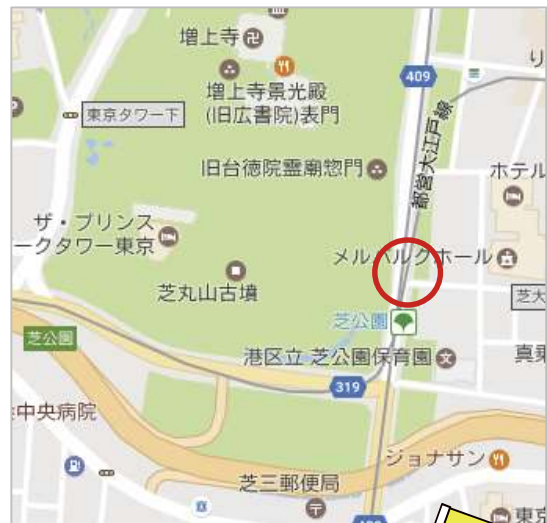 増上寺
409
増上寺景光殿
(旧広書院)表門
東京タワー下
都営大江戸線
旧台徳院霊廟惣門
ホテル
ザ・プリンス
ークタワー東京
メルパルクホール
芝丸山古墳
芝大
芝公園
芝公園
港区立 芝公園保育園
319
中央病院
ジョナサン
芝三郵便局
東京